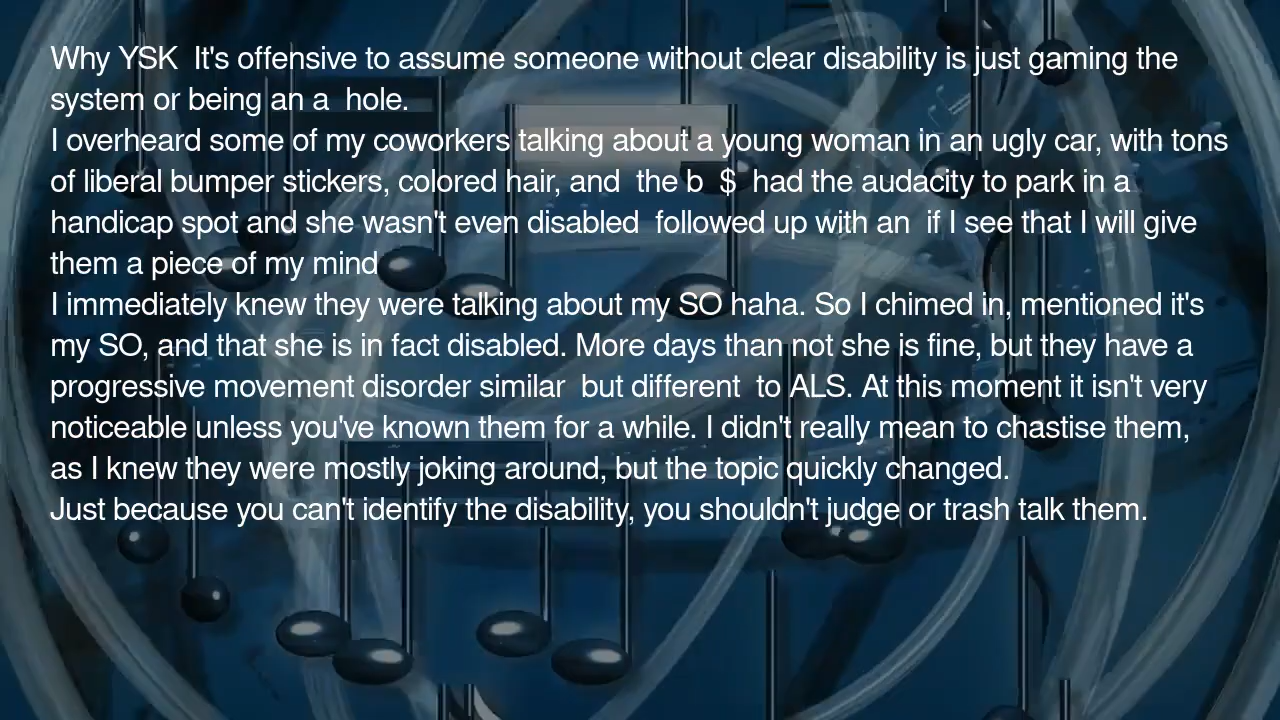 Why YSK  It's offensive to assume someone without clear disability is just gaming the
system or being an a  hole.
I overheard some of my coworkers talking about a young woman in an ugly car, with tons
of liberal bumper stickers, colored hair, and  the b  $  had the audacity to park in a
handicap spot and she wasn't even disabled  followed up with an  if I see that I will give
them a piece of my mind
I immediately knew they were talking about my SO haha. So I chimed in, mentioned it's
my SO, and that she is in fact disabled. More days than not she is fine, but they have a
progressive movement disorder similar  but different  to ALS. At this moment it isn't very
noticeable unless you've known them for a while. I didn't really mean to chastise them,
as I knew they were mostly joking around, but the topic quickly changed.
Just because you can't identify the disability, you shouldn't judge or trash talk them.